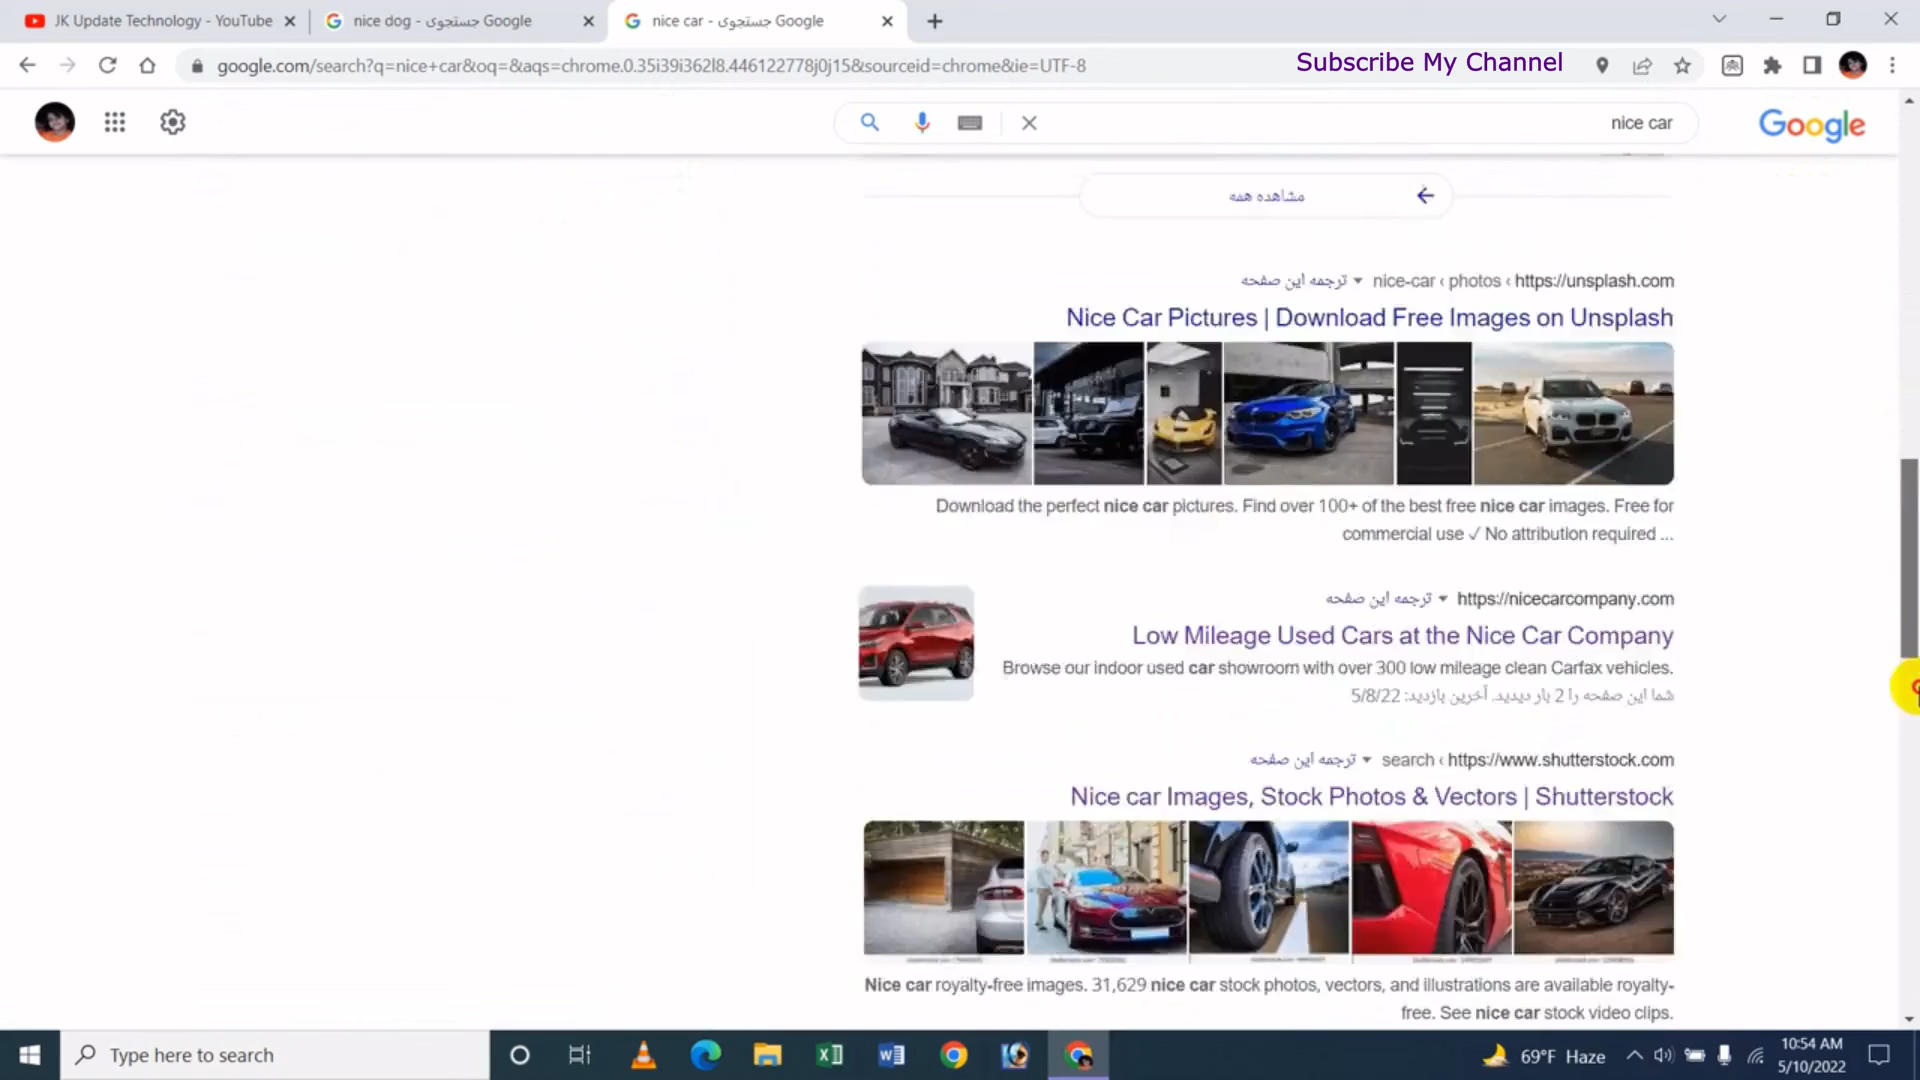 JK Update Technology - YouTube
nice dog - جستجوی Google
nice car - جستجوی Google
google.com/search?q=nice+car&oq=&aqs=chrome.0.35i39i362l8.446122778j0j15&sourceid=chrome&ie=UTF-8
Subscribe My Channel
nice car
Google
مشاهده همه
https://unsplash.com › photos › nice-car ترجمه این صفحه
Nice Car Pictures | Download Free Images on Unsplash
Download the perfect nice car pictures. Find over 100+ of the best free nice car images. Free for
commercial use ✓ No attribution required ...
https://nicecarcompany.com ترجمه این صفحه
Low Mileage Used Cars at the Nice Car Company
Browse our indoor used car showroom with over 300 low mileage clean Carfax vehicles.
شما این صفحه را 2 بار دیدید. آخرین بازدید: 5/8/22
https://www.shutterstock.com › search ترجمه این صفحه
Nice car Images, Stock Photos & Vectors | Shutterstock
Nice car royalty-free images. 31,629 nice car stock photos, vectors, and illustrations are available royalty-
free. See nice car stock video clips.
Type here to search
69°F Haze
10:54 AM
5/10/2022